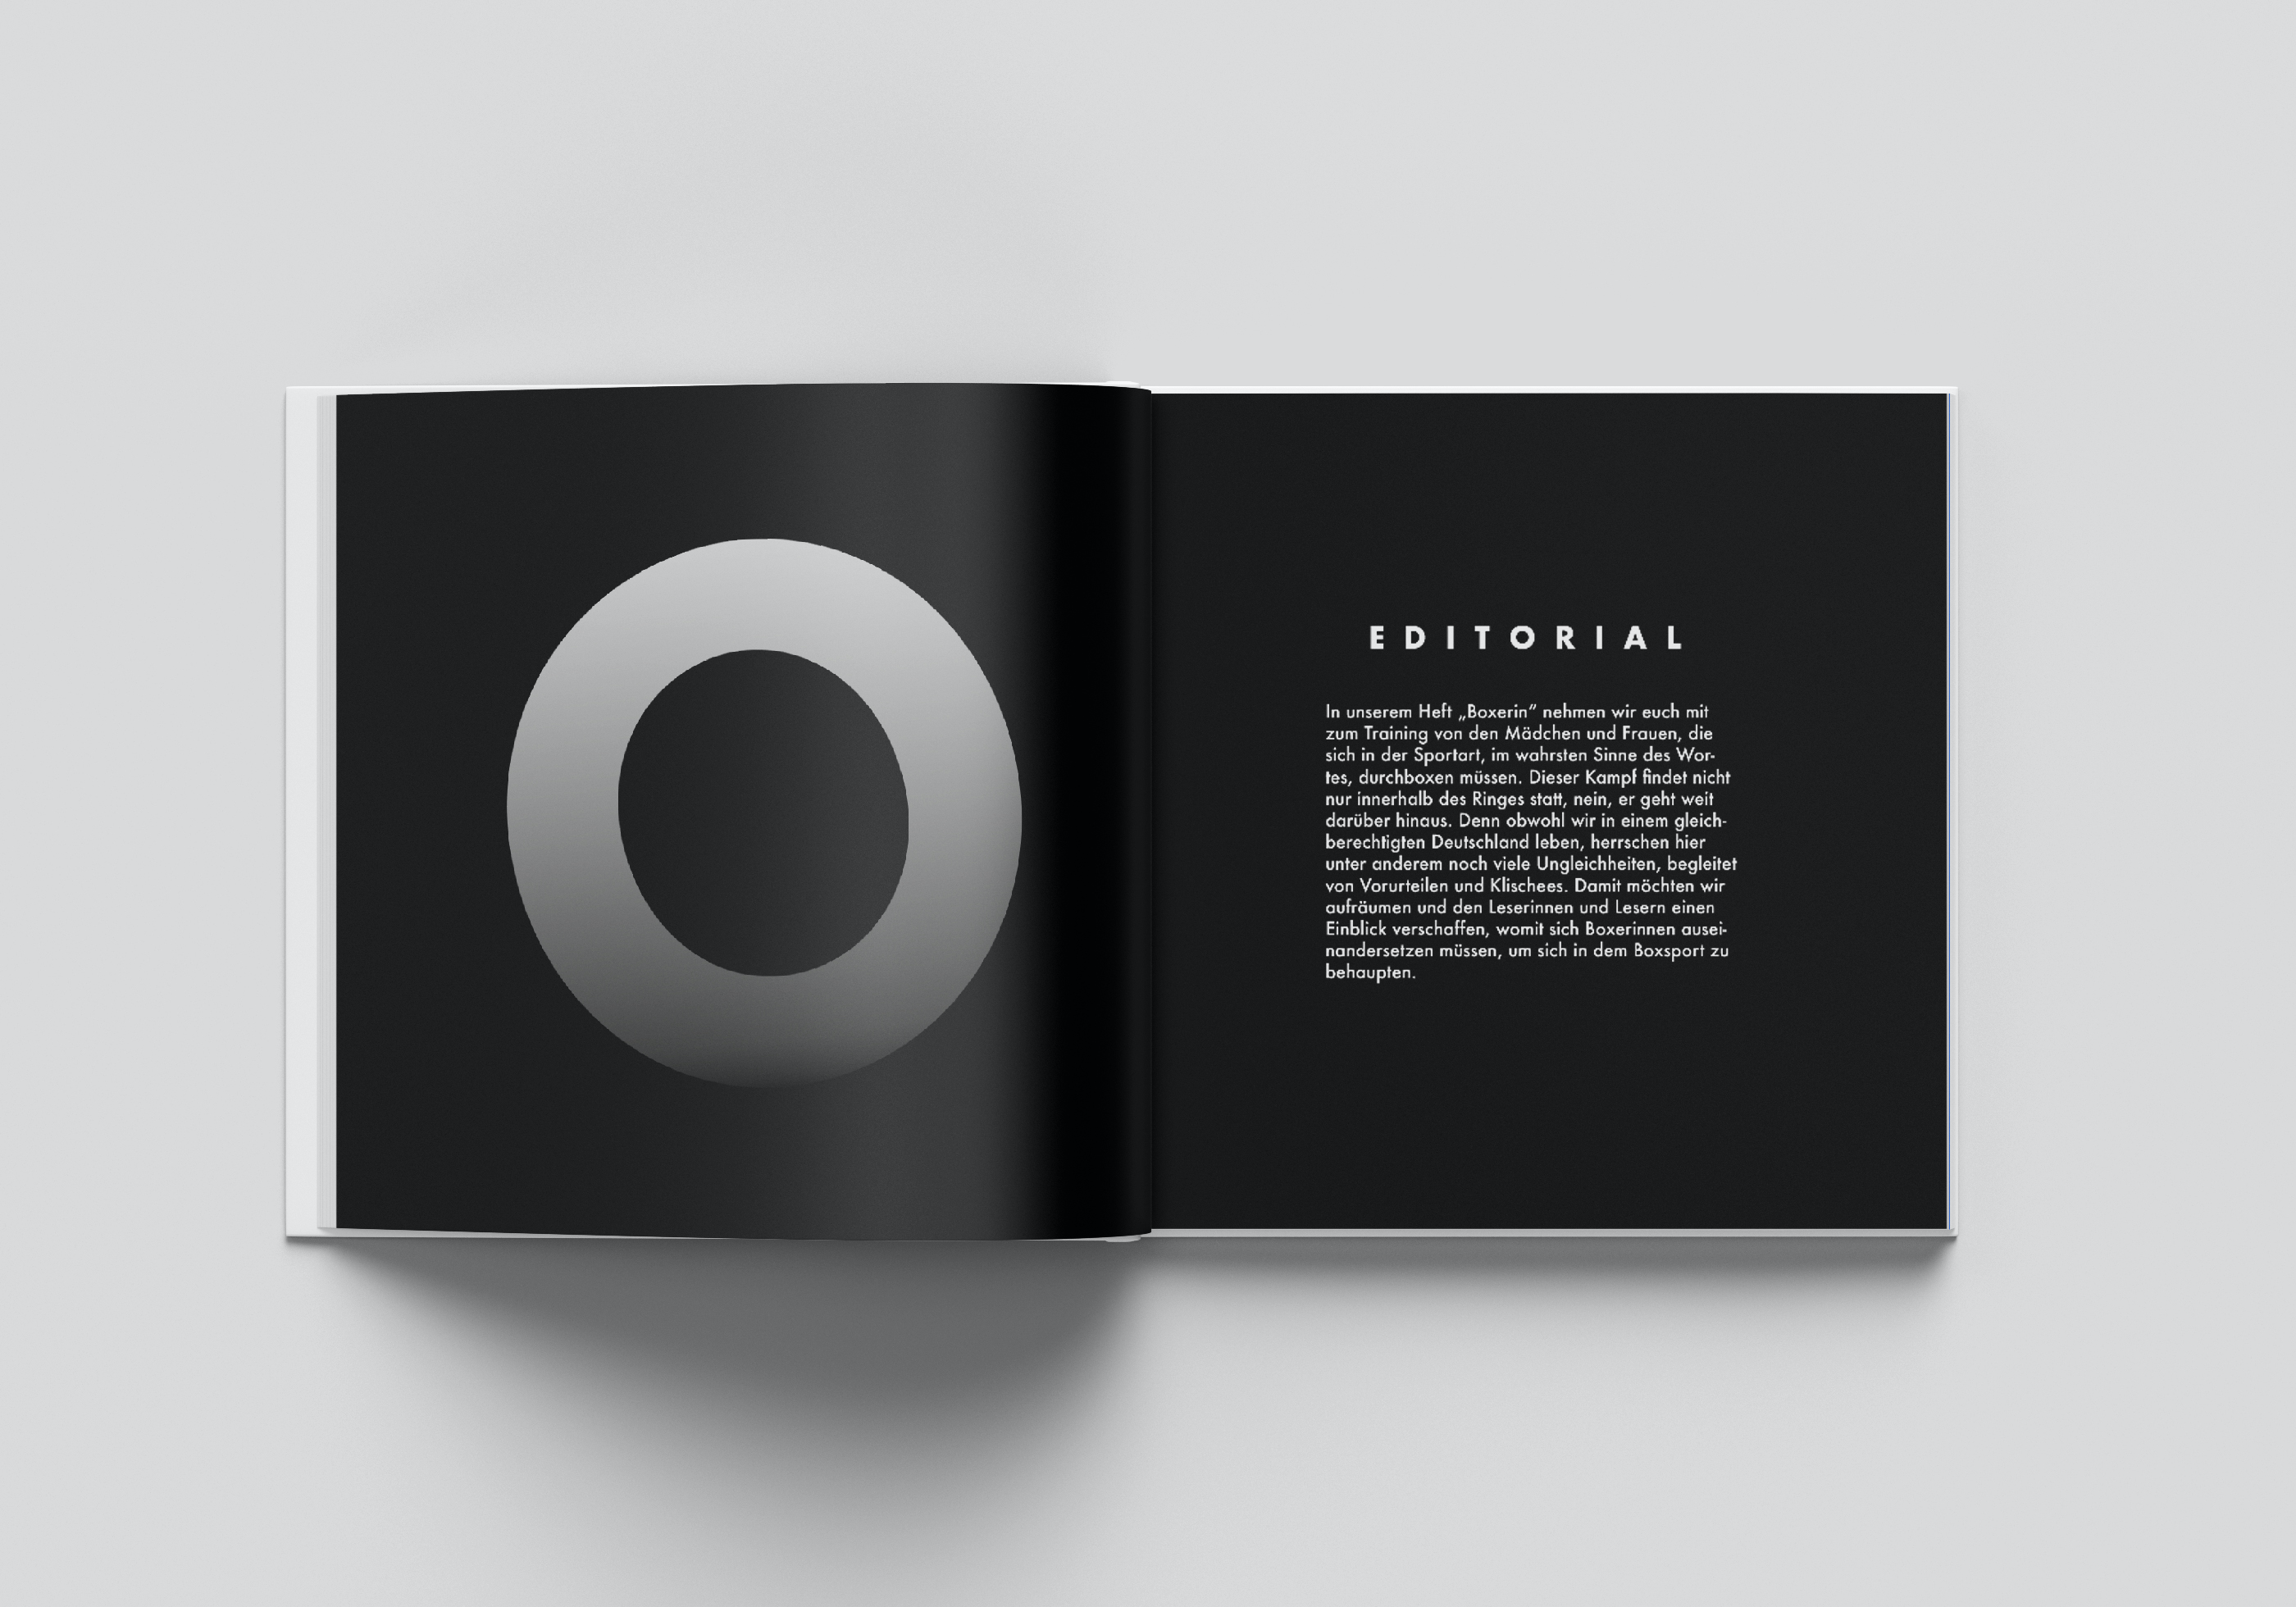 O
EDITORIAL
In unserem Heft „Boxerin“ nehmen wir euch mit
zum Training von den Mädchen und Frauen, die
sich in der Sportart, im wahrsten Sinne des Wor-
tes, durchboxen müssen. Dieser Kampf findet nicht
nur innerhalb des Ringes statt, nein, er geht weit
darüber hinaus. Denn obwohl wir in einem gleich-
berechtigten Deutschland leben, herrschen hier
unter anderem noch viele Ungleichheiten, begleitet
von Vorurteilen und Klischees. Damit möchten wir
aufräumen und den Leserinnen und Lesern einen
Einblick verschaffen, womit sich Boxerinnen ausei-
nandersetzen müssen, um sich in dem Boxsport zu
behaupten.